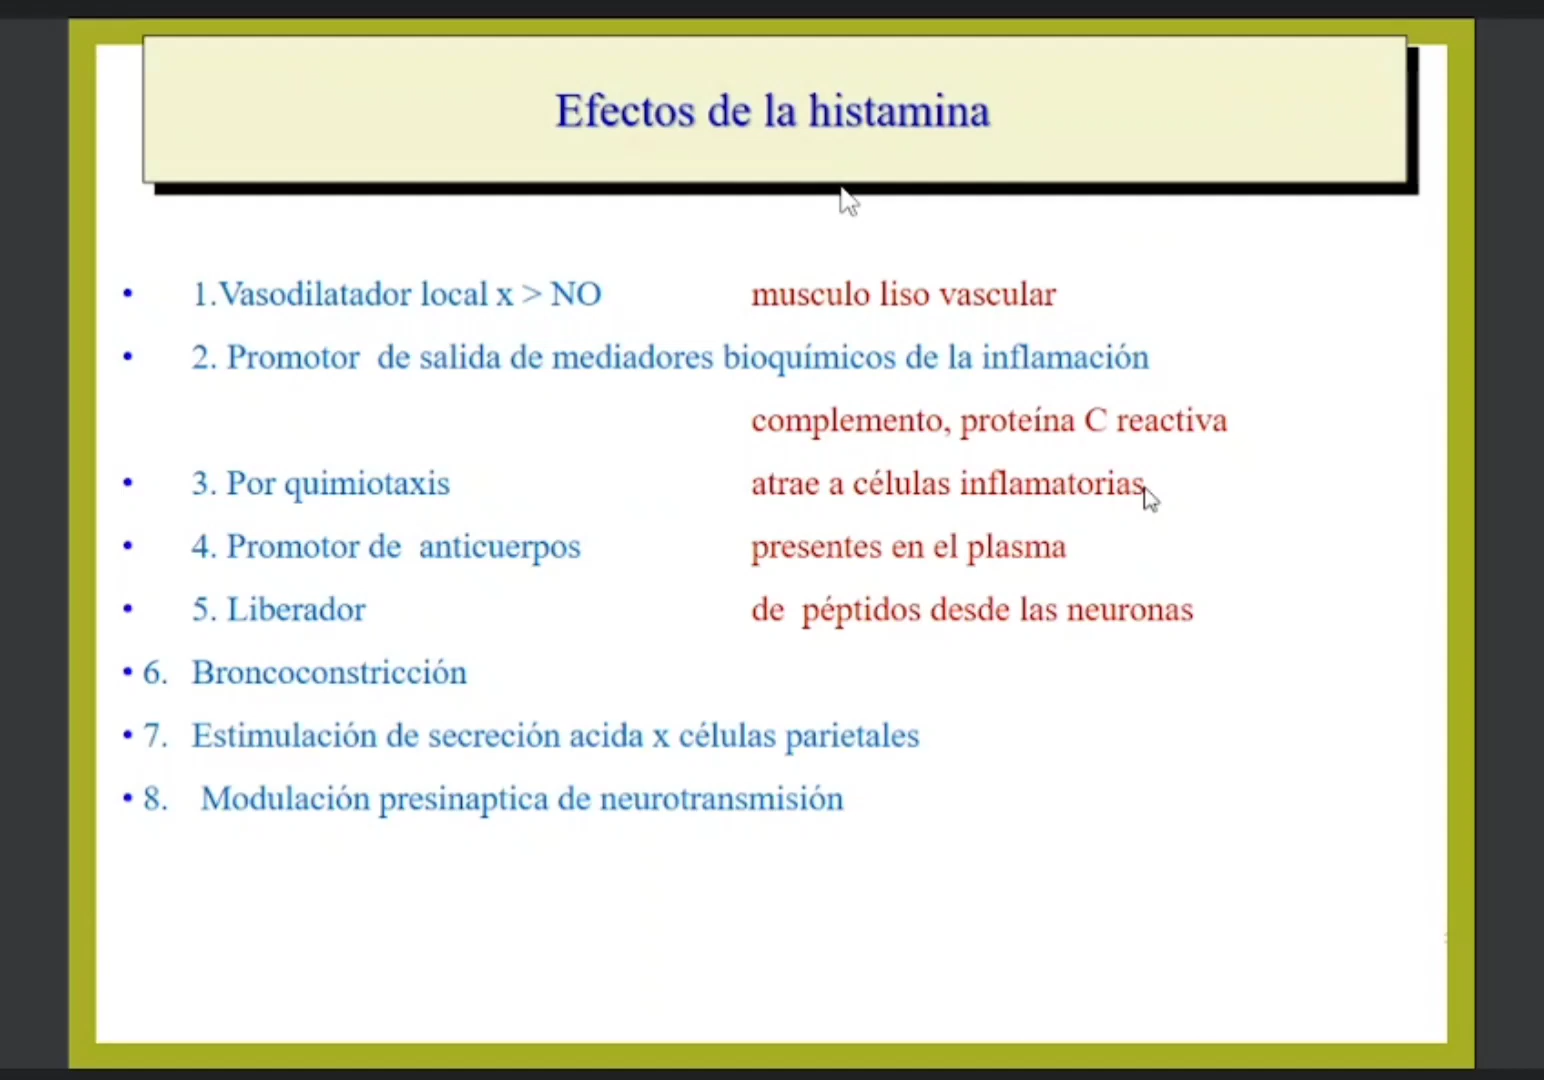 Efectos de la histamina
• 1.Vasodilatador local x > NO musculo liso vascular
• 2. Promotor de salida de mediadores bioquímicos de la inflamación
complemento, proteína C reactiva
• 3. Por quimiotaxis atrae a células inflamatorias
• 4. Promotor de anticuerpos presentes en el plasma
• 5. Liberador de péptidos desde las neuronas
• 6. Broncoconstricción
• 7. Estimulación de secreción acida x células parietales
• 8. Modulación presinaptica de neurotransmisión